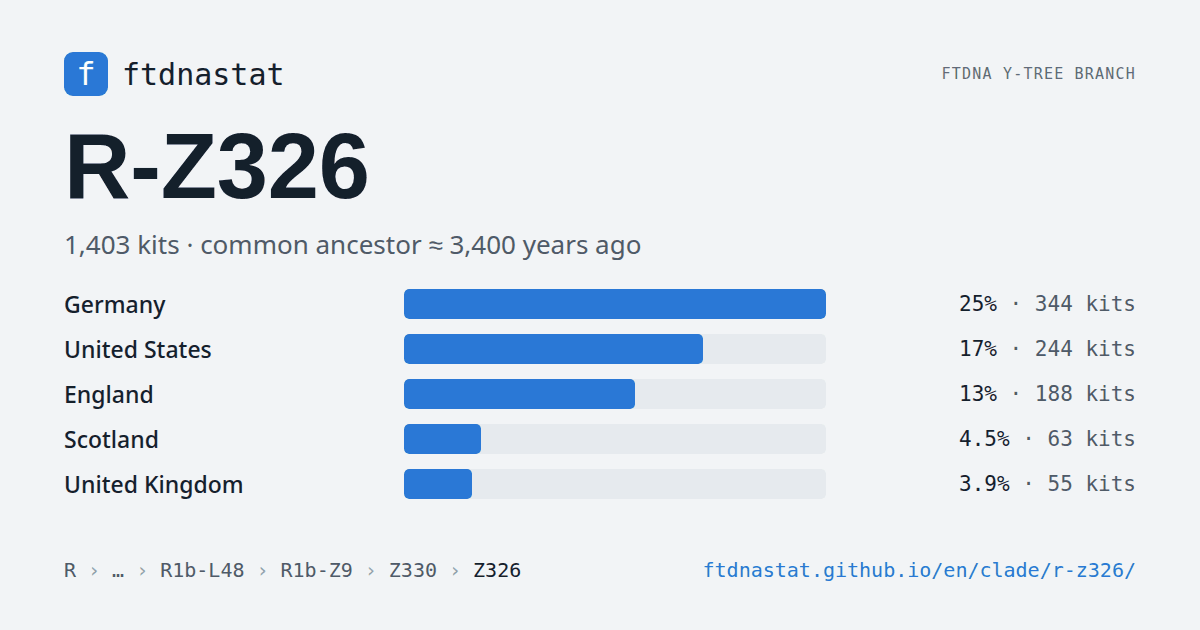 f ftdnastat
FTDNA Y-TREE BRANCH
R-Z326
1,403 kits · common ancestor ≈ 3,400 years ago
Germany 25% · 344 kits
United States 17% · 244 kits
England 13% · 188 kits
Scotland 4.5% · 63 kits
United Kingdom 3.9% · 55 kits
R › … › R1b-L48 › R1b-Z9 › Z330 › Z326
ftdnastat.github.io/en/clade/r-z326/